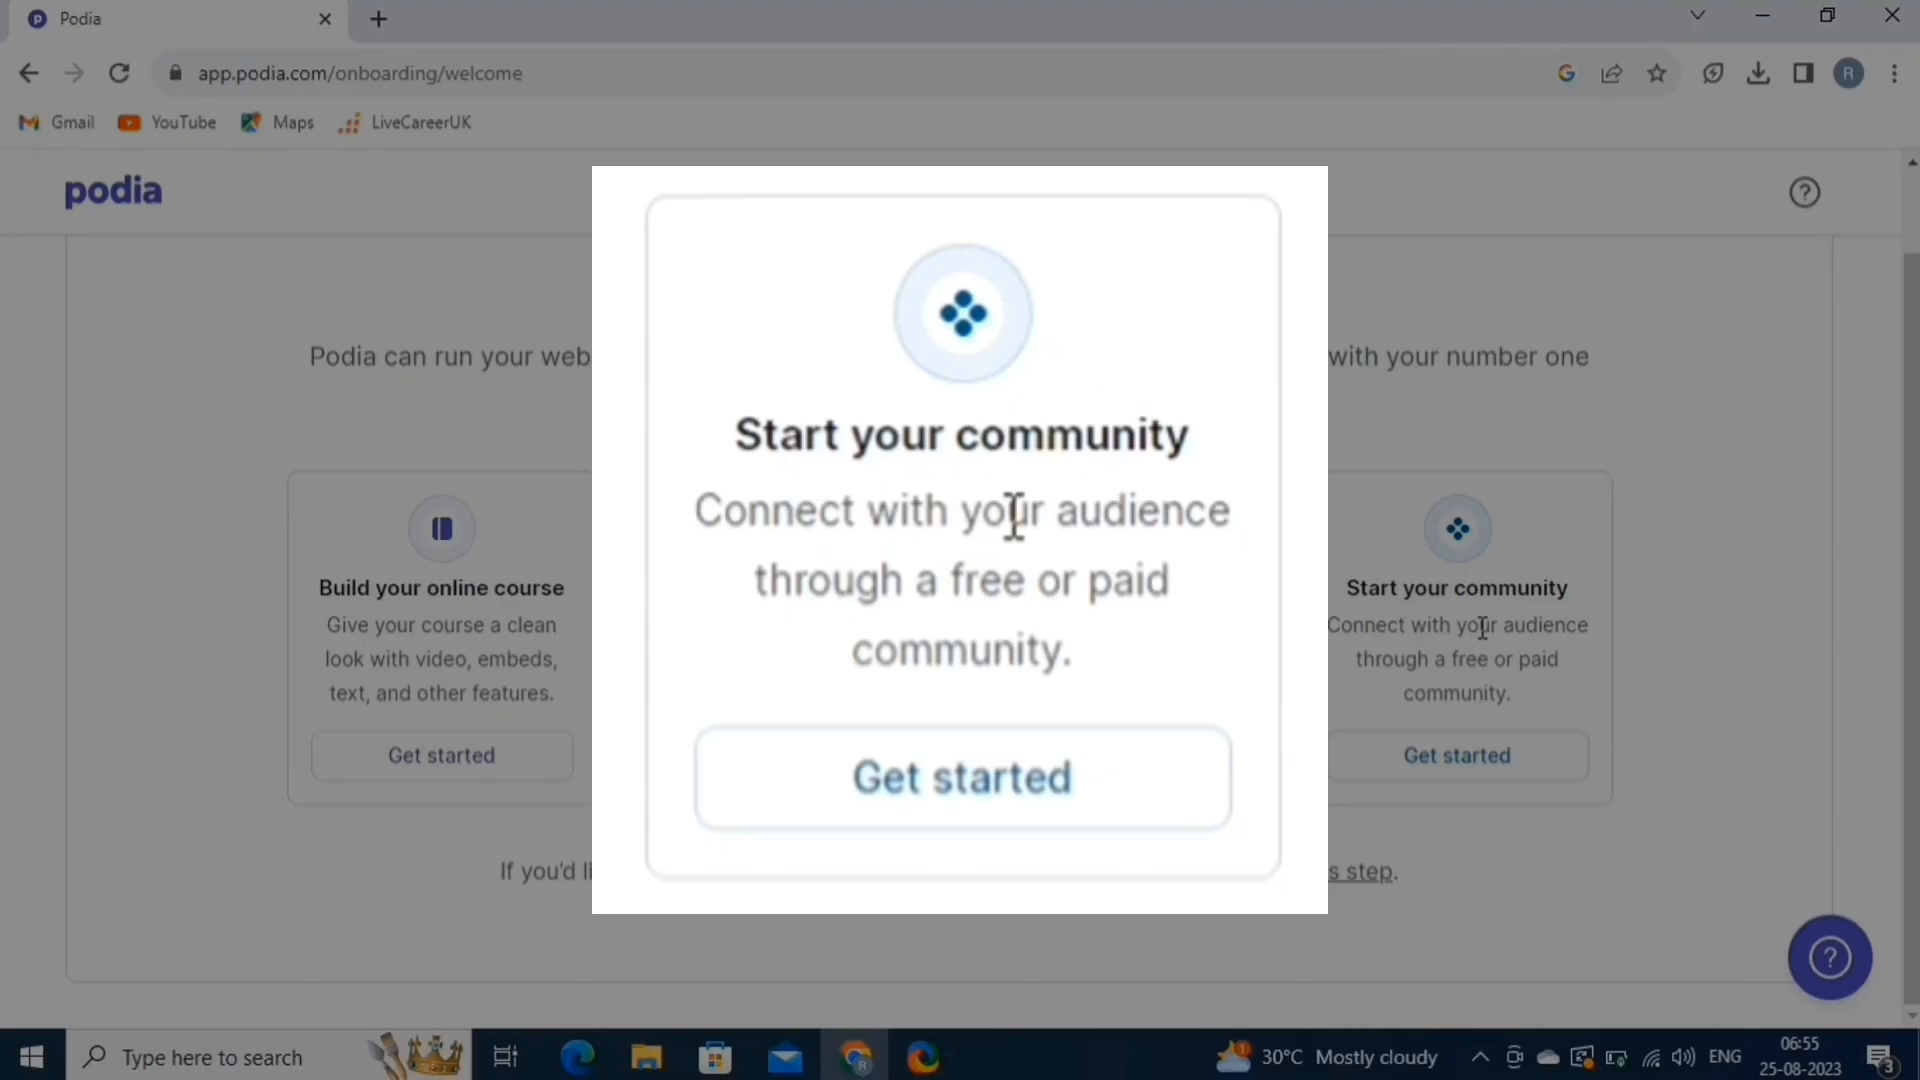 Podia
app.podia.com/onboarding/welcome
R
Gmail YouTube Maps LiveCareerUK
podia
Podia can run your web
with your number one
Start your community
Connect with your audience
through a free or paid
community.
Get started
Build your online course
Give your course a clean
look with video, embeds,
text, and other features.
Get started
Start your community
Connect with your audience
through a free or paid
community.
Get started
If you'd li
s step.
Type here to search
30°C Mostly cloudy
ENG
06:55
25-08-2023
3